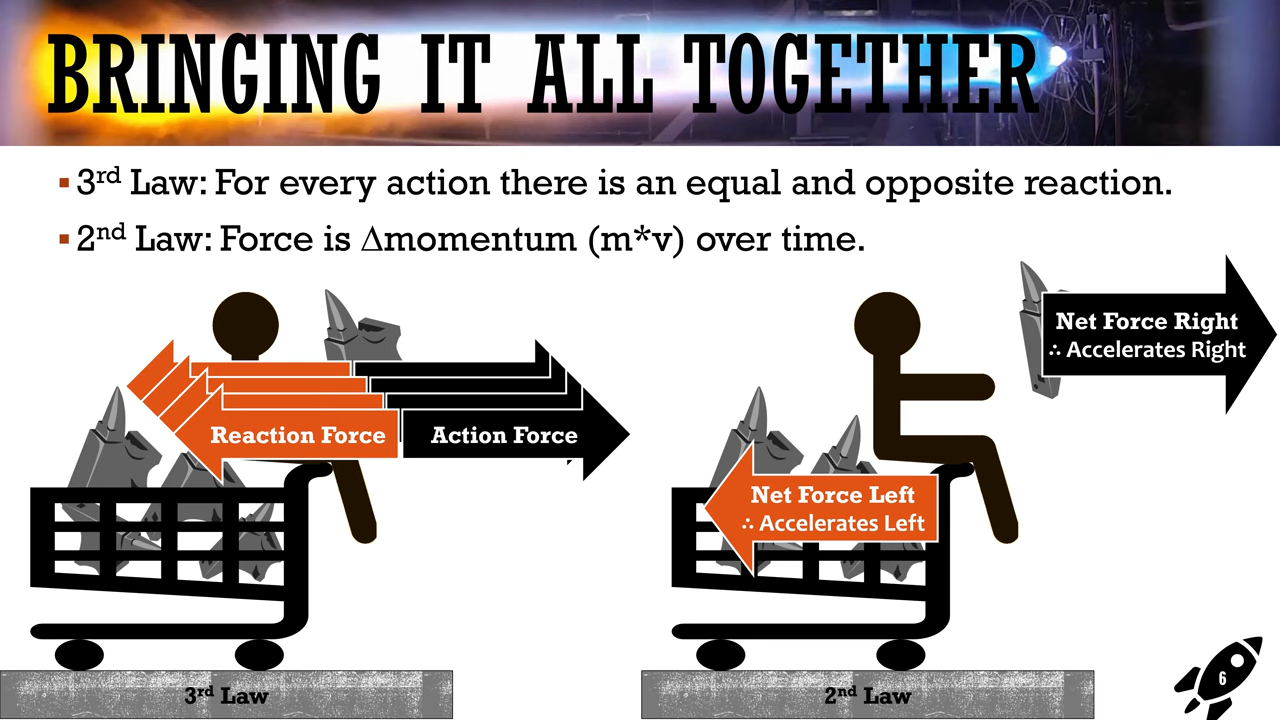 BRINGING IT ALL TOGETHER
▪ 3rd Law: For every action there is an equal and opposite reaction.
▪ 2nd Law: Force is Δmomentum (m*v) over time.
Net Force Right
∴ Accelerates Right
Reaction Force
Action Force
Net Force Left
∴ Accelerates Left
3rd Law
2nd Law
6